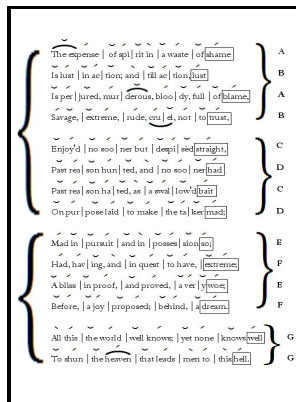 The expense | of spi | rit in | a waste | of shame A
Is lust | in ac | tion; and | till ac | tion, lust B
Is per | jured, mur | derous, bloo | dy, full | of blame, A
Savage, | extreme, | rude, cru | el, not | to trust, B
Enjoy'd | no soo | ner but | despi | sèd straight, C
Past rea | son hun | ted, and | no soo | ner had D
Past rea | son ha | ted, as | a swal | low'd bait C
On pur | pose laid | to make | the ta | ker mad; D
Mad in | pursuit | and in | posses | sion so; E
Had, hav | ing, and | in quest | to have, | extreme; F
A bliss | in proof, | and proved, | a ver | y woe; E
Before, | a joy | proposed; | behind, | a dream. F
All this | the world | well knows; | yet none | knows well G
To shun | the heaven | that leads | men to | this hell. G